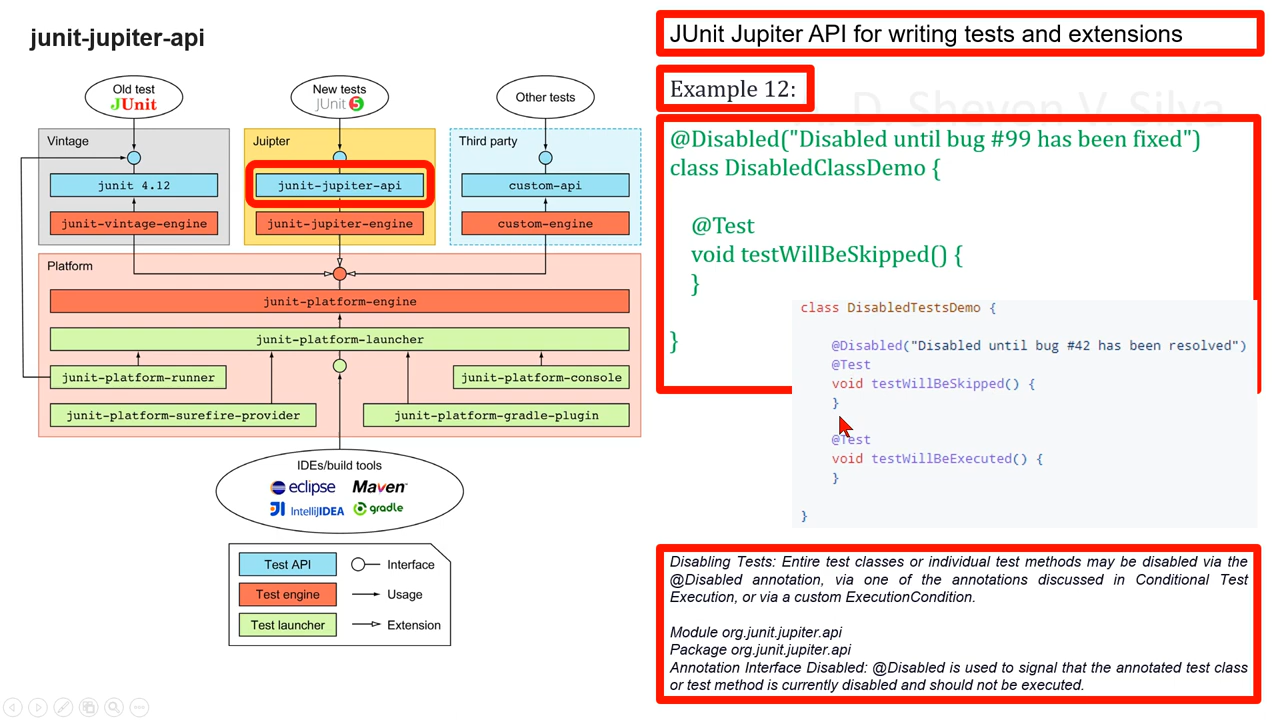 junit-jupiter-api
Old test
JUnit
New tests
JUnit 5
Other tests
Vintage
Juipter
Third party
junit 4.12
junit-jupiter-api
custom-api
junit-vintage-engine
junit-jupiter-engine
custom-engine
Platform
junit-platform-engine
junit-platform-launcher
junit-platform-runner
junit-platform-console
junit-platform-surefire-provider
junit-platform-gradle-plugin
IDEs/build tools
eclipse
Maven
IntelliJIDEA
gradle
Test API
Interface
Test engine
Usage
Test launcher
Extension
JUnit Jupiter API for writing tests and extensions
Example 12:
D. Shevon V. Silva
@Disabled("Disabled until bug #99 has been fixed")
class DisabledClassDemo {
@Test
void testWillBeSkipped() {
}
}
class DisabledTestsDemo {
@Disabled("Disabled until bug #42 has been resolved")
@Test
void testWillBeSkipped() {
}
@Test
void testWillBeExecuted() {
}
}
Disabling Tests: Entire test classes or individual test methods may be disabled via the
@Disabled annotation, via one of the annotations discussed in Conditional Test
Execution, or via a custom ExecutionCondition.
Module org.junit.jupiter.api
Package org.junit.jupiter.api
Annotation Interface Disabled: @Disabled is used to signal that the annotated test class
or test method is currently disabled and should not be executed.